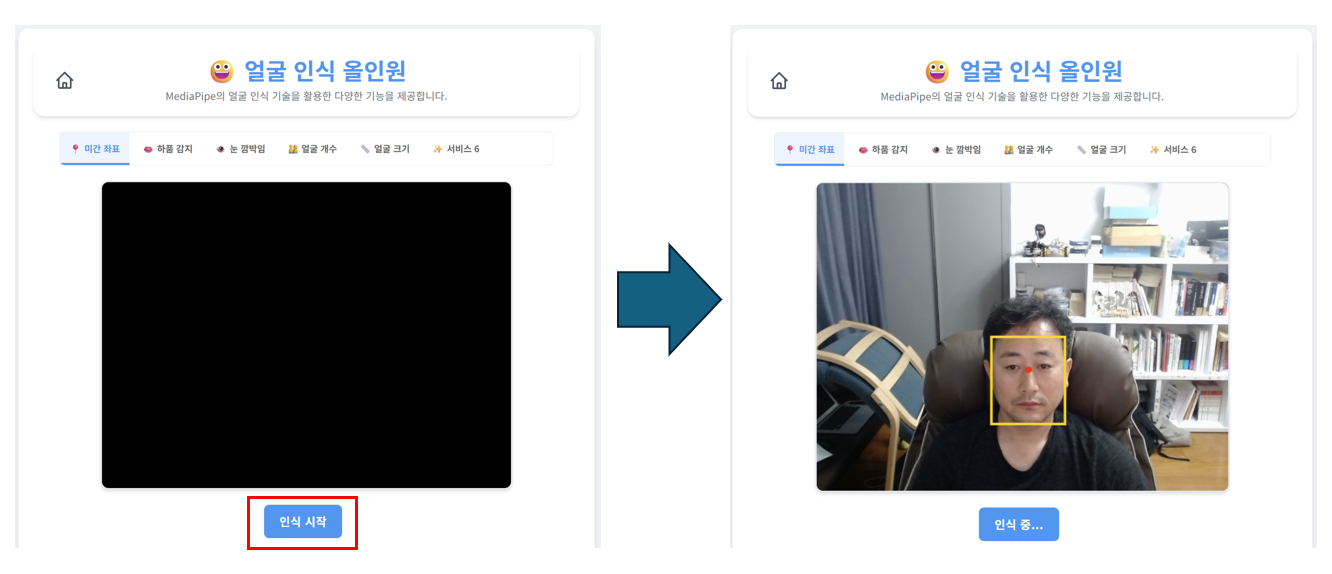 😀 얼굴 인식 올인원
MediaPipe의 얼굴 인식 기술을 활용한 다양한 기능을 제공합니다.
📍 미간 좌표 👄 하품 감지 👁 눈 깜박임 👯 얼굴 개수 📏 얼굴 크기 ✨ 서비스 6
인식 시작
😀 얼굴 인식 올인원
MediaPipe의 얼굴 인식 기술을 활용한 다양한 기능을 제공합니다.
📍 미간 좌표 👄 하품 감지 👁 눈 깜박임 👯 얼굴 개수 📏 얼굴 크기 ✨ 서비스 6
인식 중...